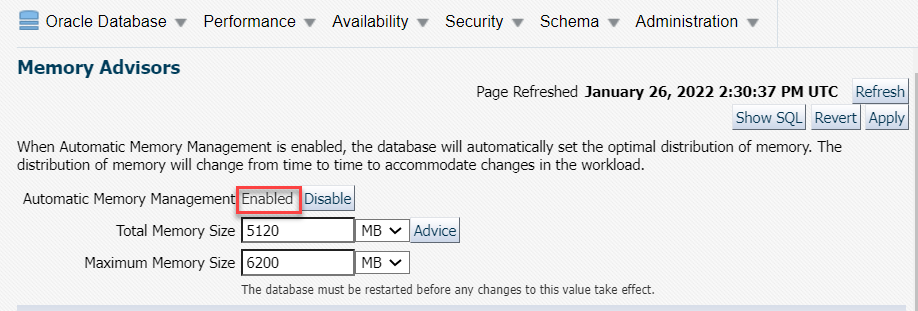 Oracle Database Performance Availability Security Schema Administration
Memory Advisors
Page Refreshed January 26, 2022 2:30:37 PM UTC Refresh
Show SQL Revert Apply
When Automatic Memory Management is enabled, the database will automatically set the optimal distribution of memory. The
distribution of memory will change from time to time to accommodate changes in the workload.
Automatic Memory Management Enabled Disable
Total Memory Size 5120 MB Advice
Maximum Memory Size 6200 MB
The database must be restarted before any changes to this value take effect.